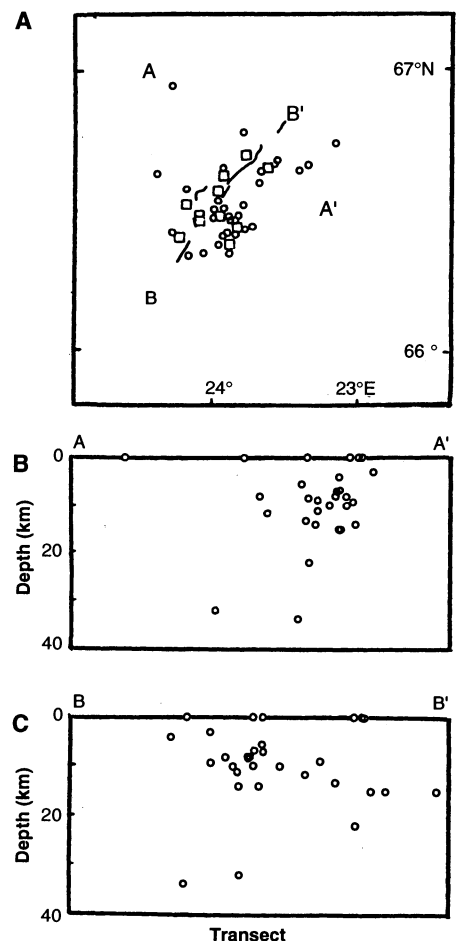 A
A
67°N
B'
A'
B
66 °
24°
23°E
A
A'
B
0
20
40
Depth (km)
B
B'
C
0
20
40
Depth (km)
Transect